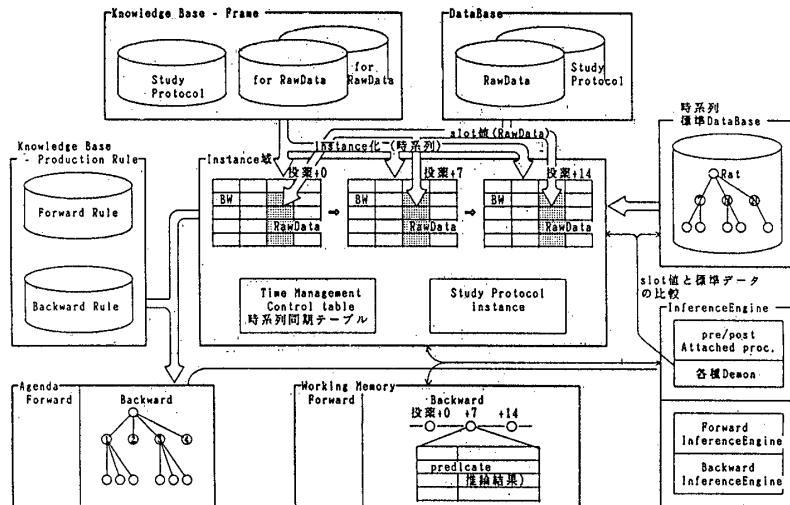 Knowledge Base - Frame
Study
Protocol
for RawData
for
RawData
DataBase
RawData
Study
Protocol
時系列
標準DataBase
Rat
Knowledge Base
- Production Rule
Forward Rule
Backward Rule
slot値(RawData)
Instance化(時系列)
Instance域
投薬+0
投薬+7
投薬+14
BW
RawData
⇒
BW
RawData
⇒
BW
RawData
Time Management
Control table
時系列同期テーブル
Study Protocol
Instance
slot値と標準データ
の比較
InferenceEngine
pre/post
Attached proc.
各種Demon
Forward
InferenceEngine
Backward
InferenceEngine
Agenda
Forward
Backward
1
2
3
4
Working Memory
Forward
Backward
投薬+0 +7 +14
predicate
推論結果)